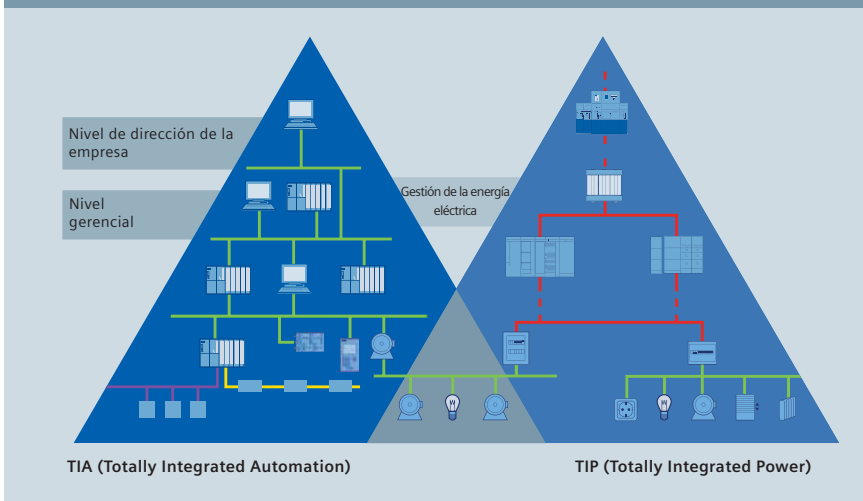 Nivel de dirección de la
empresa
Nivel
gerencial
Gestión de la energía
eléctrica
TIA (Totally Integrated Automation)
TIP (Totally Integrated Power)